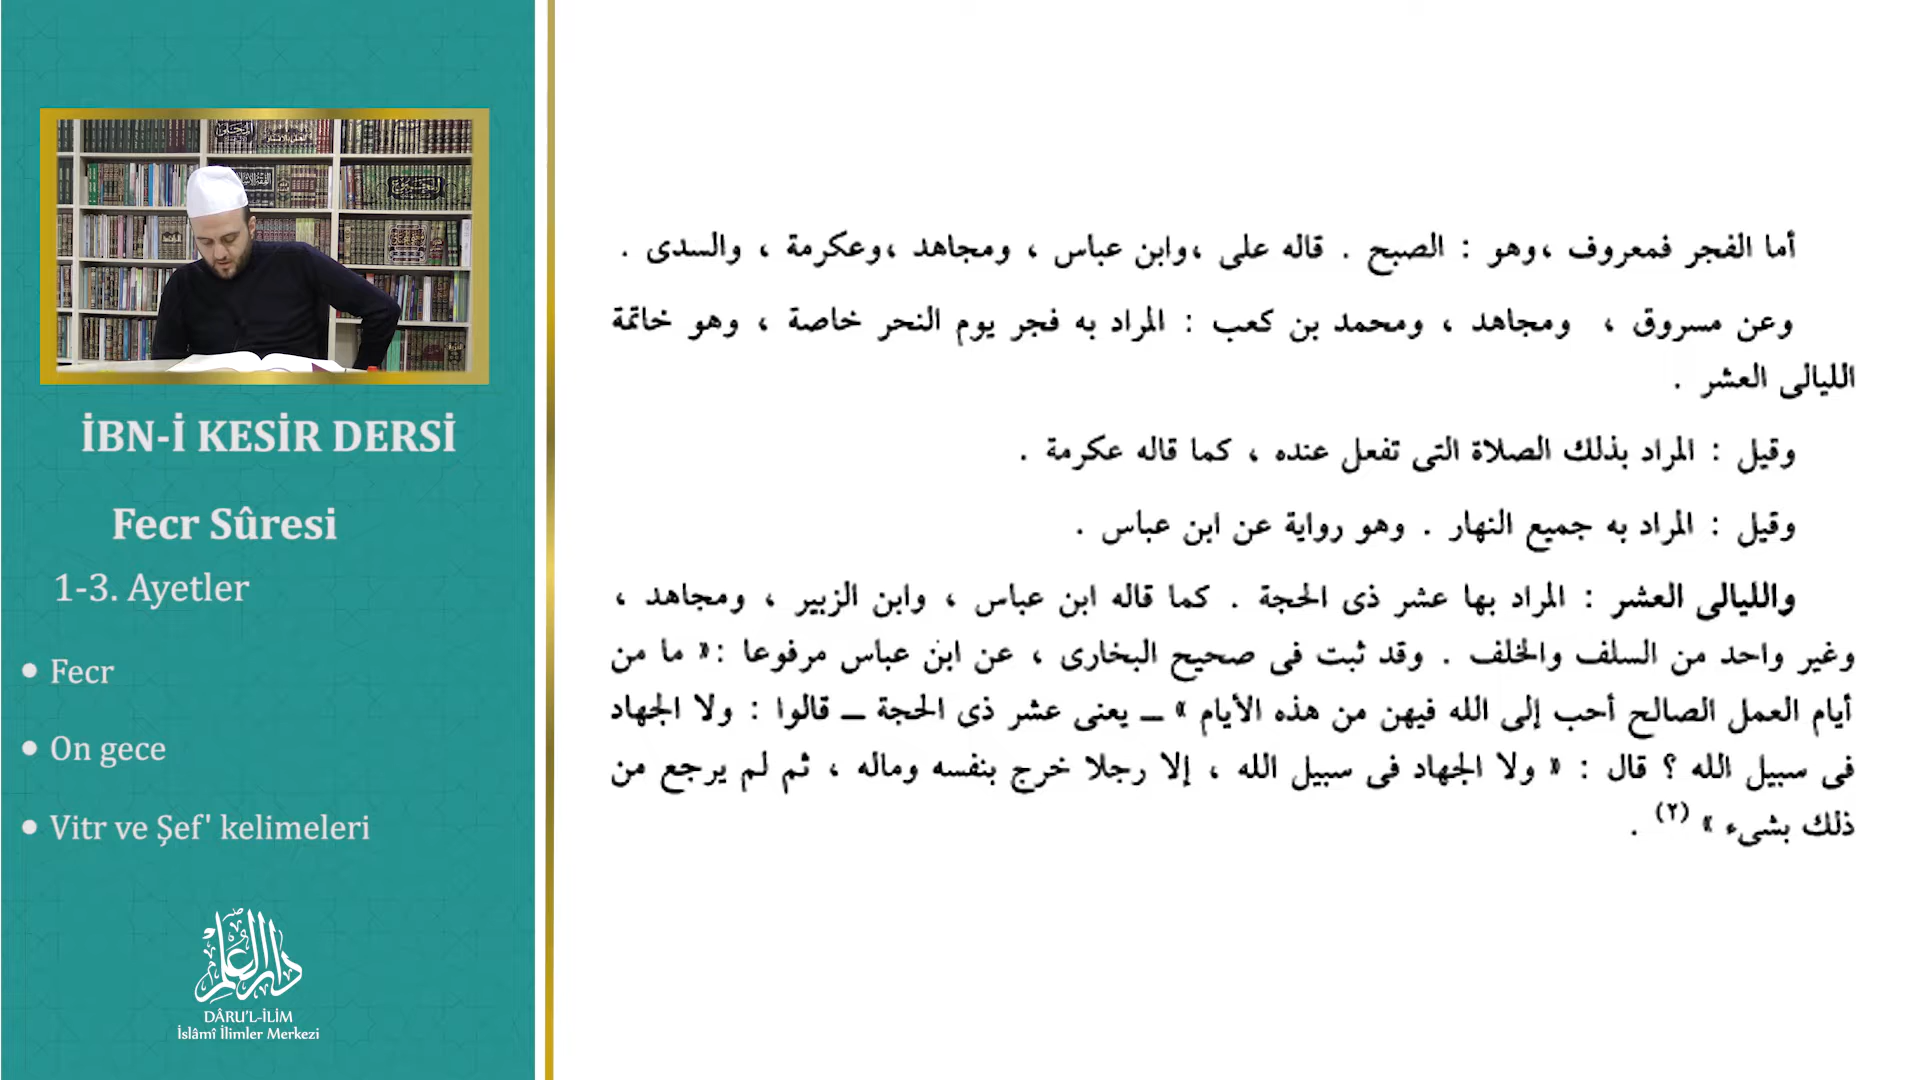 İBN-İ KESİR DERSİ
Fecr Sûresi
1-3. Ayetler
• Fecr
• On gece
• Vitr ve Şef' kelimeleri
دار العلم
DÂRU'L-İLİM
İslâmî İlimler Merkezi
أما الفجر فمعروف ،وهو : الصبح . قاله على ،وابن عباس ، ومجاهد ،وعكرمة ، والسدى .
وعن مسروق ، ومجاهد ، ومحمد بن كعب : المراد به فجر يوم النحر خاصة ، وهو خاتمة
الليالى العشر .
وقيل : المراد بذلك الصلاة التى تفعل عنده ، كما قاله عكرمة .
وقيل : المراد به جميع النهار . وهو رواية عن ابن عباس .
والليالى العشر : المراد بها عشر ذى الحجة . كما قاله ابن عباس ، وابن الزبير ، ومجاهد ،
وغير واحد من السلف والخلف . وقد ثبت فى صحيح البخارى ، عن ابن عباس مرفوعا :« ما من
أيام العمل الصالح أحب إلى الله فيهن من هذه الأيام » ــ يعنى عشر ذى الحجة ــ قالوا : ولا الجهاد
فى سبيل الله ؟ قال : « ولا الجهاد فى سبيل الله ، إلا رجلا خرج بنفسه وماله ، ثم لم يرجع من
ذلك بشىء » (٢) .